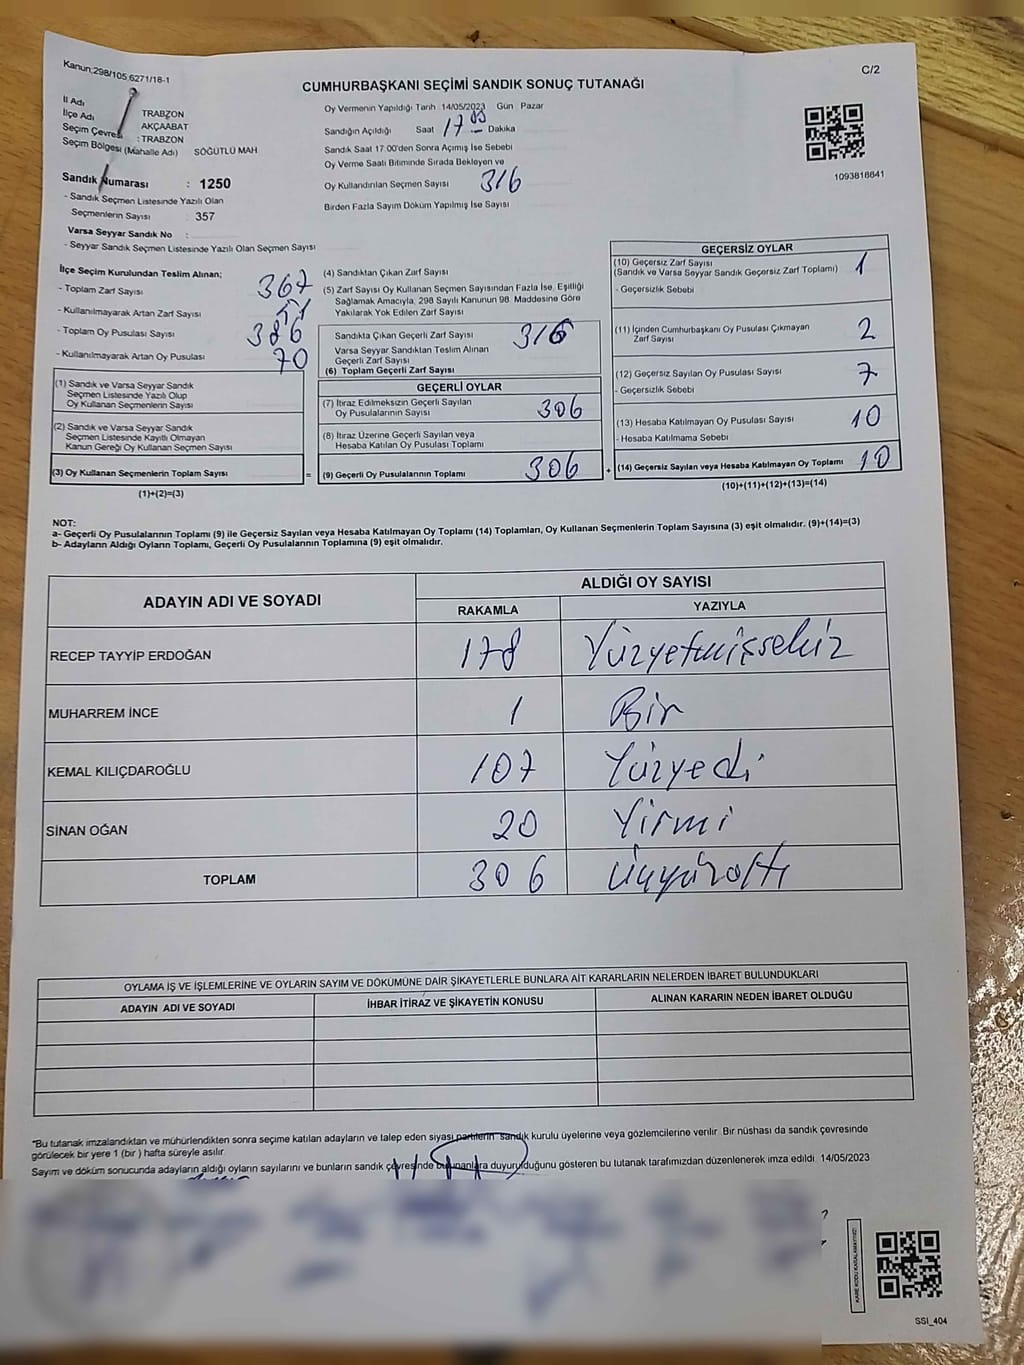 Kanun:298/105,6271/18-1
C/2
CUMHURBAŞKANI SEÇİMİ SANDIK SONUÇ TUTANAĞI
İl Adı TRABZON
İlçe Adı AKÇAABAT
Seçim Çevresi : TRABZON
Seçim Bölgesi (Mahalle Adı) SÖĞÜTLÜ MAH
Sandık Numarası : 1250
- Sandık Seçmen Listesinde Yazılı Olan
Seçmenlerin Sayısı : 357
Varsa Seyyar Sandık No :
- Seyyar Sandık Seçmen Listesinde Yazılı Olan Seçmen Sayısı
Oy Vermenin Yapıldığı Tarih 14/05/2023 Gün Pazar
Sandığın Açıldığı Saat 17 Dakika
Sandık Saat 17:00'den Sonra Açımış İse Sebebi
Oy Verme Saati Bitiminde Sırada Bekleyen ve
Oy Kullandırılan Seçmen Sayısı 316
Birden Fazla Sayım Döküm Yapılmış İse Sayısı
1093818841
İlçe Seçim Kurulundan Teslim Alınan;
- Toplam Zarf Sayısı 367
- Kullanılmayarak Artan Zarf Sayısı 51
- Toplam Oy Pusulası Sayısı 386
- Kullanılmayarak Artan Oy Pusulası 70
(1) Sandık ve Varsa Seyyar Sandık
Seçmen Listesinde Yazılı Olup
Oy Kullanan Seçmenlerin Sayısı
(2) Sandık ve Varsa Seyyar Sandık
Seçmen Listesinde Kayıtlı Olmayan
Kanun Gereği Oy Kullanan Seçmen Sayısı
(3) Oy Kullanan Seçmenlerin Toplam Sayısı
(1)+(2)=(3)
=
(4) Sandıktan Çıkan Zarf Sayısı
(5) Zarf Sayısı Oy Kullanan Seçmen Sayısından Fazla İse, Eşitliği
Sağlamak Amacıyla, 298 Sayılı Kanunun 98. Maddesine Göre
Yakılarak Yok Edilen Zarf Sayısı
Sandıkta Çıkan Geçerli Zarf Sayısı 316
Varsa Seyyar Sandıktan Teslim Alınan
Geçerli Zarf Sayısı
(6) Toplam Geçerli Zarf Sayısı
GEÇERLİ OYLAR
(7) İtiraz Edilmeksizin Geçerli Sayılan
Oy Pusulalarının Sayısı 306
(8) İtiraz Üzerine Geçerli Sayılan veya
Hesaba Katılan Oy Pusulası Toplamı
(9) Gerçerli Oy Pusulalarının Toplamı 306
+
GEÇERSİZ OYLAR
(10) Geçersiz Zarf Sayısı 1
(Sandık ve Varsa Seyyar Sandık Geçersiz Zarf Toplamı)
- Geçersizlik Sebebi
(11) İçinden Cumhurbaşkanı Oy Pusulası Çıkmayan
Zarf Sayısı 2
(12) Geçersiz Sayılan Oy Pusulası Sayısı 7
- Geçersizlik Sebebi
(13) Hesaba Katılmayan Oy Pusulası Sayısı 10
- Hesaba Katılmama Sebebi
(14) Geçersiz Sayılan veya Hesaba Katılmayan Oy Toplamı 10
(10)+(11)+(12)+(13)=(14)
NOT:
a- Geçerli Oy Pusulalarının Toplamı (9) ile Geçersiz Sayılan veya Hesaba Katılmayan Oy Toplamı (14) Toplamları, Oy Kullanan Seçmenlerin Toplam Sayısına (3) eşit olmalıdır. (9)+(14)=(3)
b- Adayların Aldığı Oyların Toplamı, Geçerli Oy Pusulalarının Toplamına (9) eşit olmalıdır.
ADAYIN ADI VE SOYADI
ALDIĞI OY SAYISI
RAKAMLA YAZIYLA
RECEP TAYYİP ERDOĞAN 178 Yüzyetmişsekiz
MUHARREM İNCE 1 Bir
KEMAL KILIÇDAROĞLU 107 Yüzyedi
SİNAN OĞAN 20 Yirmi
TOPLAM 306 Üçyüzaltı
OYLAMA İŞ VE İŞLEMLERİNE VE OYLARIN SAYIM VE DÖKÜMÜNE DAİR ŞİKAYETLERLE BUNLARA AİT KARARLARIN NELERDEN İBARET BULUNDUKLARI
ADAYIN ADI VE SOYADI İHBAR İTİRAZ VE ŞİKAYETİN KONUSU ALINAN KARARIN NEDEN İBARET OLDUĞU
"Bu tutanak imzalandıktan ve mühürlendikten sonra seçime katılan adayların ve talep eden siyasi partilerin sandık kurulu üyelerine veya gözlemcilerine verilir. Bir nüshası da sandık çevresinde
görülecek bir yere 1 (bir) hafta süreyle asılır.
Sayım ve döküm sonucunda adayların aldığı oyların sayılarını ve bunların sandık çevresinde bulunanlara duyurulduğunu gösteren bu tutanak tarafımızdan düzenlenerek imza edildi. 14/05/2023
KARE KODU KARALAMAYINIZ!
SSI_404